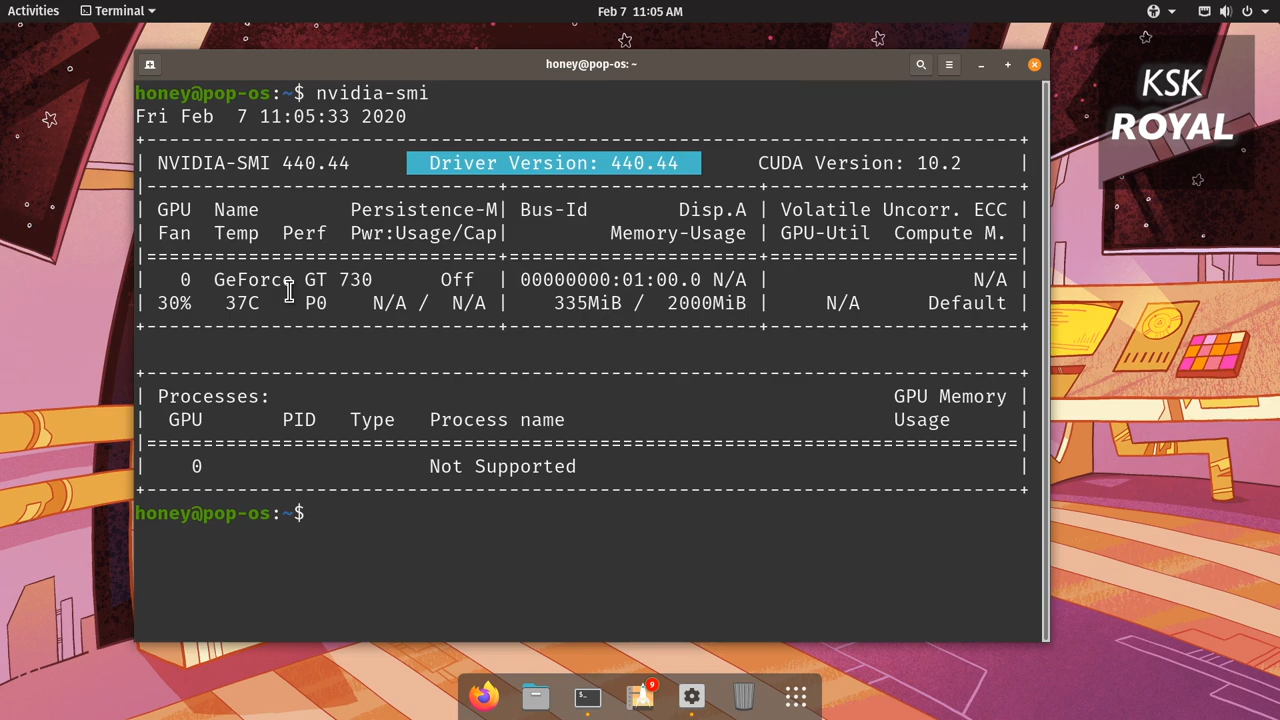 Activities Terminal Feb 7 11:05 AM
honey@pop-os: ~
KSK
ROYAL
honey@pop-os:~$ nvidia-smi
Fri Feb  7 11:05:33 2020
+-----------------------------------------------------------------------------+
| NVIDIA-SMI 440.44       Driver Version: 440.44       CUDA Version: 10.2     |
|-------------------------------+----------------------+----------------------+
| GPU  Name        Persistence-M| Bus-Id        Disp.A | Volatile Uncorr. ECC |
| Fan  Temp  Perf  Pwr:Usage/Cap|         Memory-Usage | GPU-Util  Compute M. |
|===============================+======================+======================|
|   0  GeForce GT 730      Off  | 00000000:01:00.0 N/A |                  N/A |
| 30%   37C    P0    N/A /  N/A |    335MiB /  2000MiB |     N/A      Default |
+-------------------------------+----------------------+----------------------+
+-----------------------------------------------------------------------------+
| Processes:                                                       GPU Memory |
|  GPU       PID   Type   Process name                             Usage      |
|=============================================================================|
|    0                    Not Supported                                       |
+-----------------------------------------------------------------------------+
honey@pop-os:~$
9